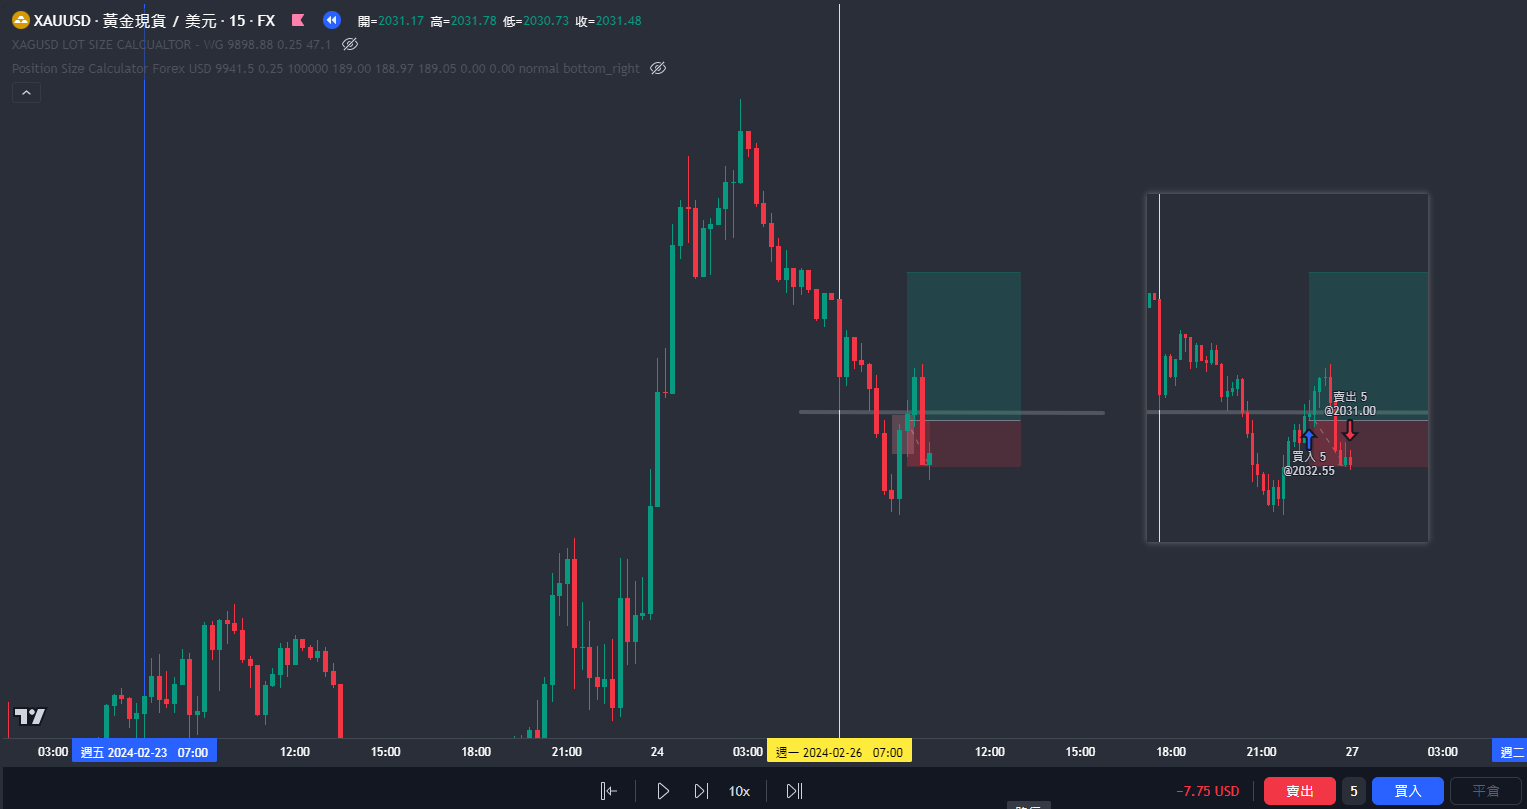 XAUUSD · 黃金現貨 / 美元 · 15 · FX 開=2031.17 高=2031.78 低=2030.73 收=2031.48
XAGUSD LOT SIZE CALCUALTOR - WG 9898.88 0.25 47.1
Position Size Calculator Forex USD 9941.5 0.25 100000 189.00 188.97 189.05 0.00 0.00 normal bottom_right
賣出 5
@2031.00
買入 5
@2032.55
03:00 週五 2024-02-23 07:00 12:00 15:00 18:00 21:00 24 03:00 週一 2024-02-26 07:00 12:00 15:00 18:00 21:00 27 03:00 週二
10x -7.75 USD 賣出 5 買入 平倉